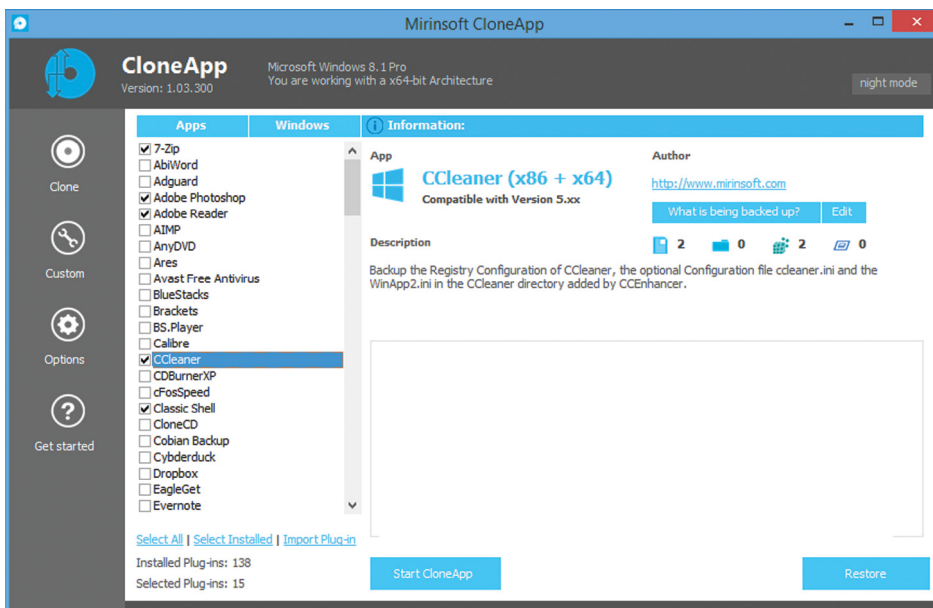 Mirinsoft CloneApp
CloneApp
Version: 1.03.300
Microsoft Windows 8.1 Pro
You are working with a x64-bit Architecture
night mode
Clone
Custom
Options
Get started
Apps
Windows
7-Zip
AbiWord
Adguard
Adobe Photoshop
Adobe Reader
AIMP
AnyDVD
Ares
Avast Free Antivirus
BlueStacks
Brackets
BS.Player
Calibre
CCleaner
CDBurnerXP
cFosSpeed
Classic Shell
CloneCD
Cobian Backup
Cybderduck
Dropbox
EagleGet
Evernote
Select All | Select Installed | Import Plug-in
Installed Plug-ins: 138
Selected Plug-ins: 15
Information:
App
CCleaner (x86 + x64)
Compatible with Version 5.xx
Author
http://www.mirinsoft.com
What is being backed up?
Edit
2 0 2 0
Description
Backup the Registry Configuration of CCleaner, the optional Configuration file ccleaner.ini and the
WinApp2.ini in the CCleaner directory added by CCEnhancer.
Start CloneApp
Restore